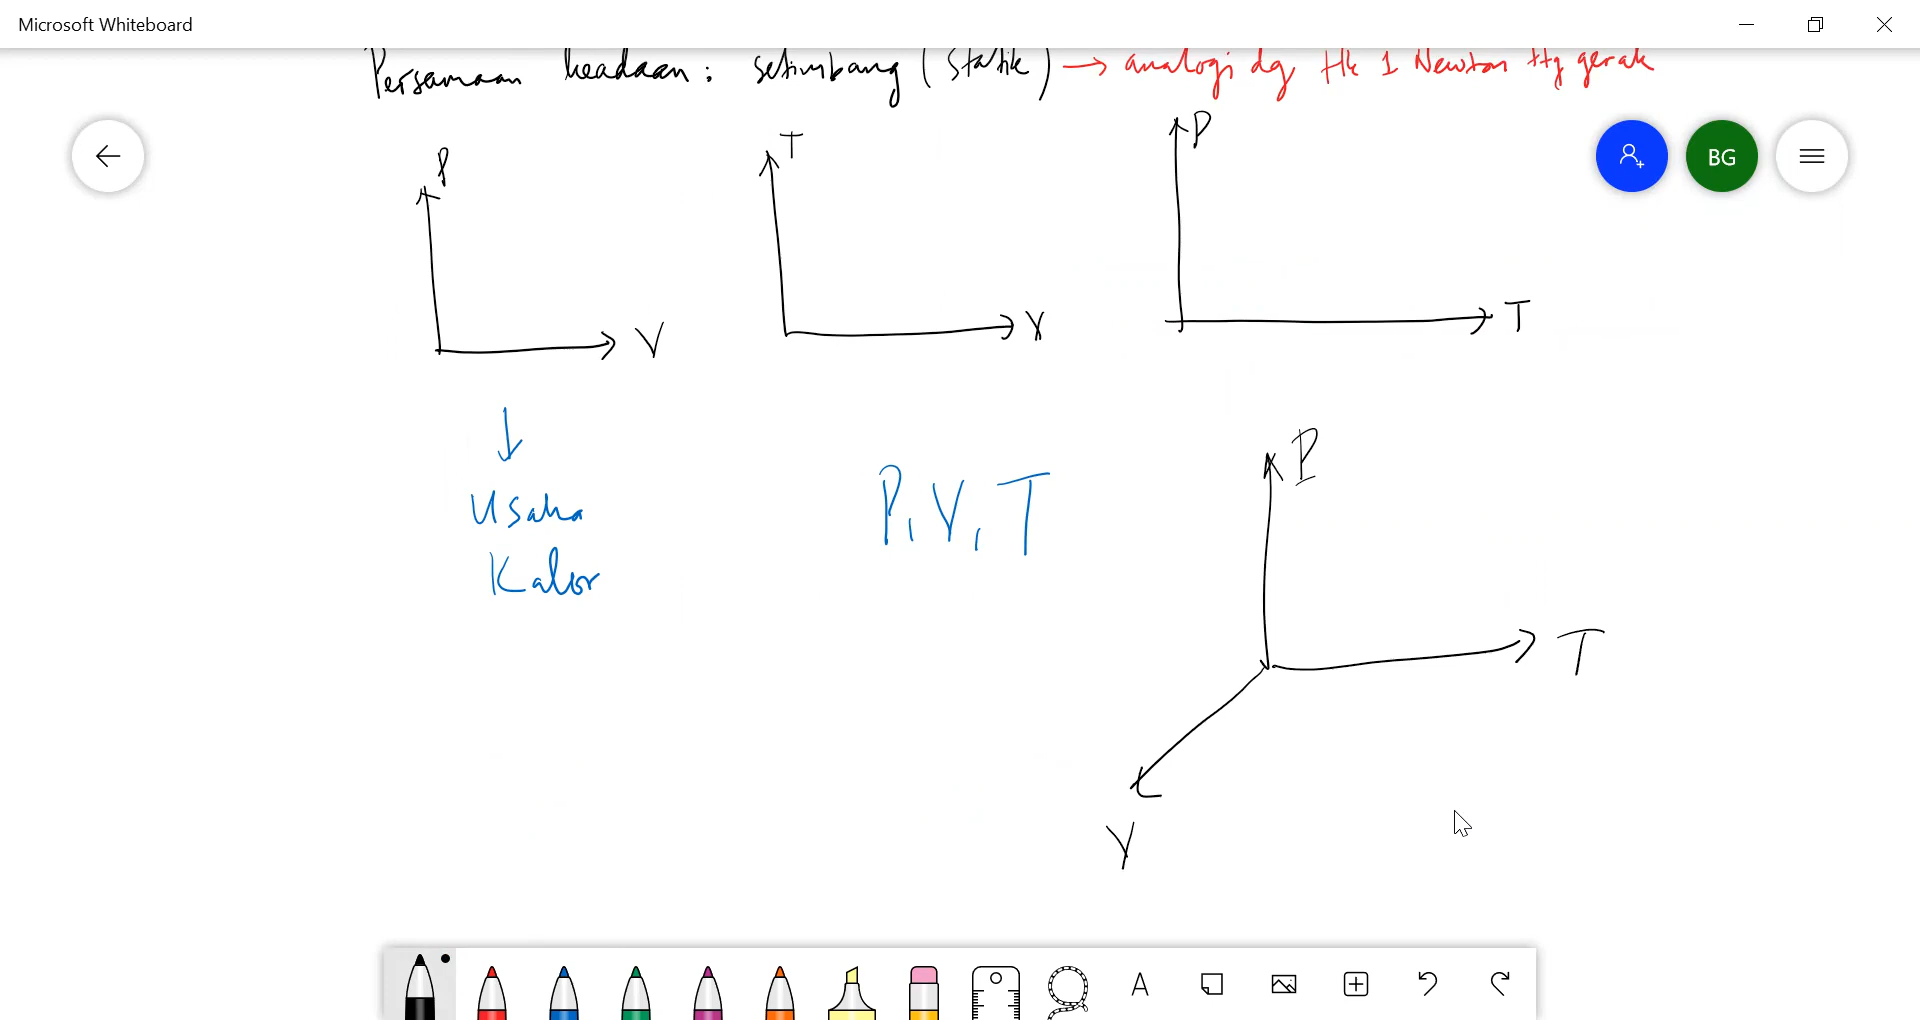 Microsoft Whiteboard
Persamaan keadaan : setimbang (statik) → analogi dg Hk 1 Newton ttg gerak
P
T
P
BG
V
V
T
P
Usaha
P, V, T
Kalor
T
V
A